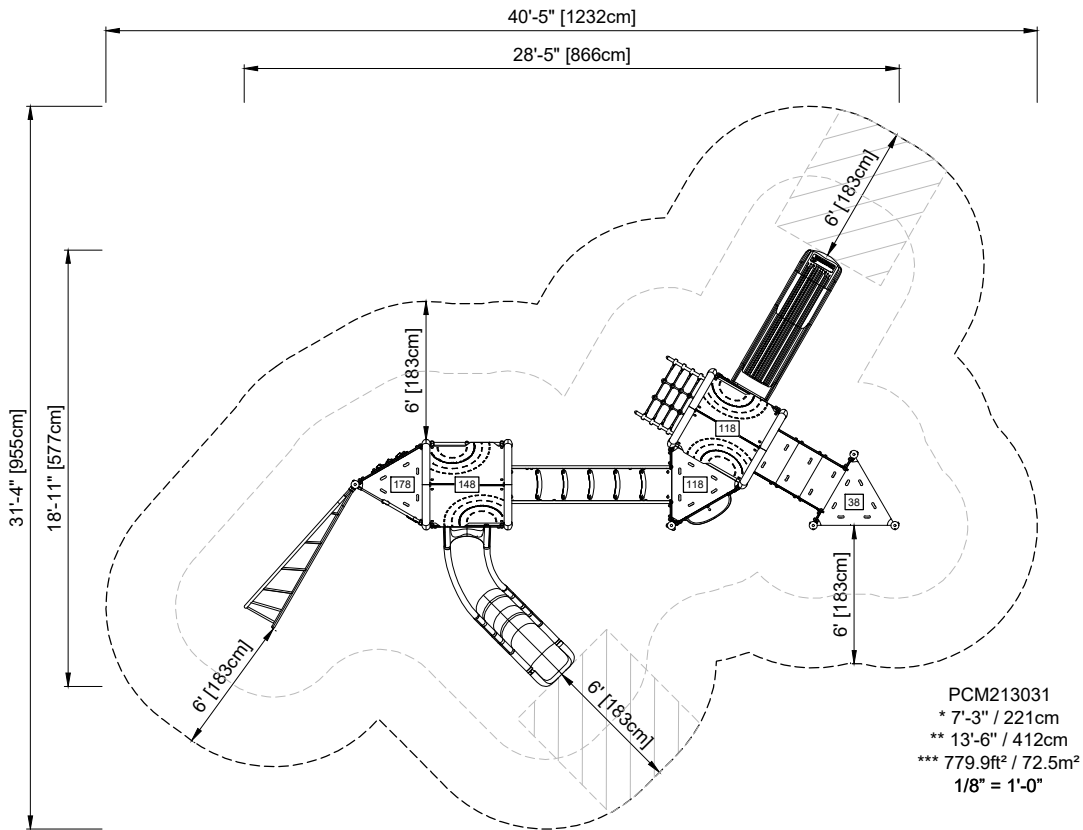 40'-5" [1232cm]
28'-5" [866cm]
6' [183cm]
6' [183cm]
31'-4" [955cm]
18'-11" [577cm]
118
178
148
118
38
6' [183cm]
6' [183cm]
6' [183cm]
PCM213031
* 7'-3" / 221cm
** 13'-6" / 412cm
*** 779.9ft² / 72.5m²
1/8" = 1'-0"